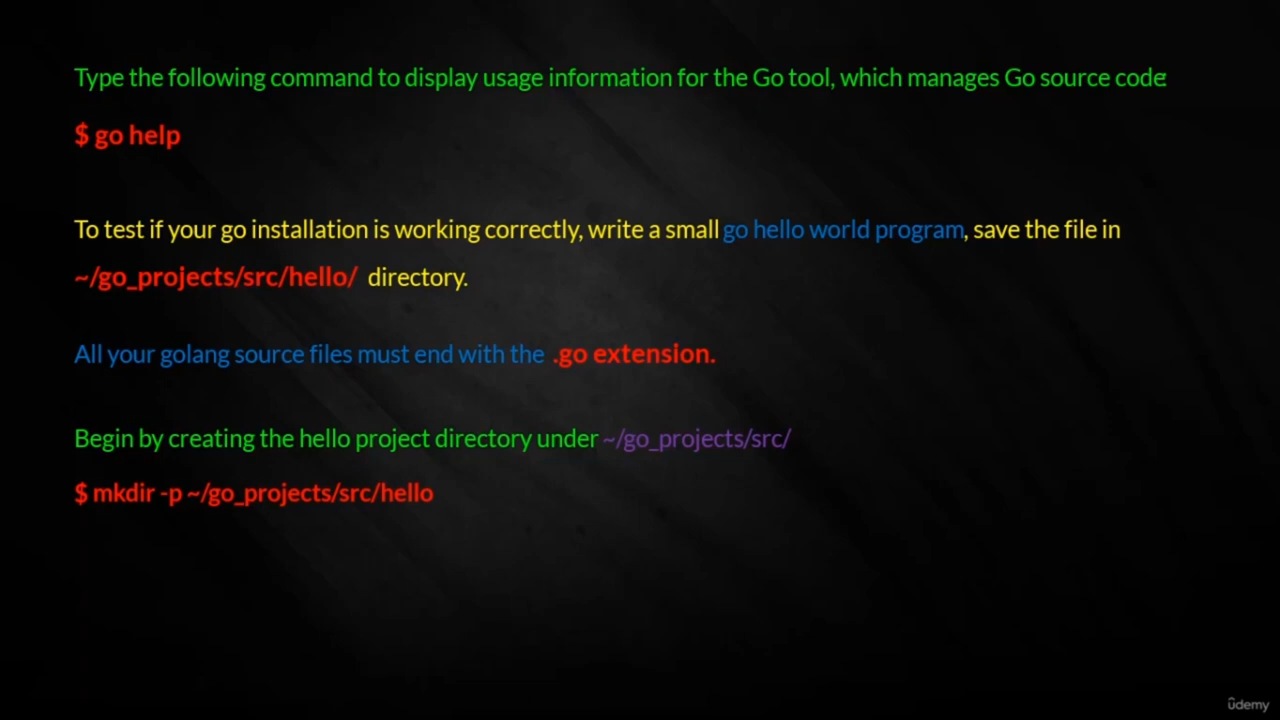 Type the following command to display usage information for the Go tool, which manages Go source code:
$ go help
To test if your go installation is working correctly, write a small go hello world program, save the file in
~/go_projects/src/hello/ directory.
All your golang source files must end with the .go extension.
Begin by creating the hello project directory under ~/go_projects/src/
$ mkdir -p ~/go_projects/src/hello
ûdemy